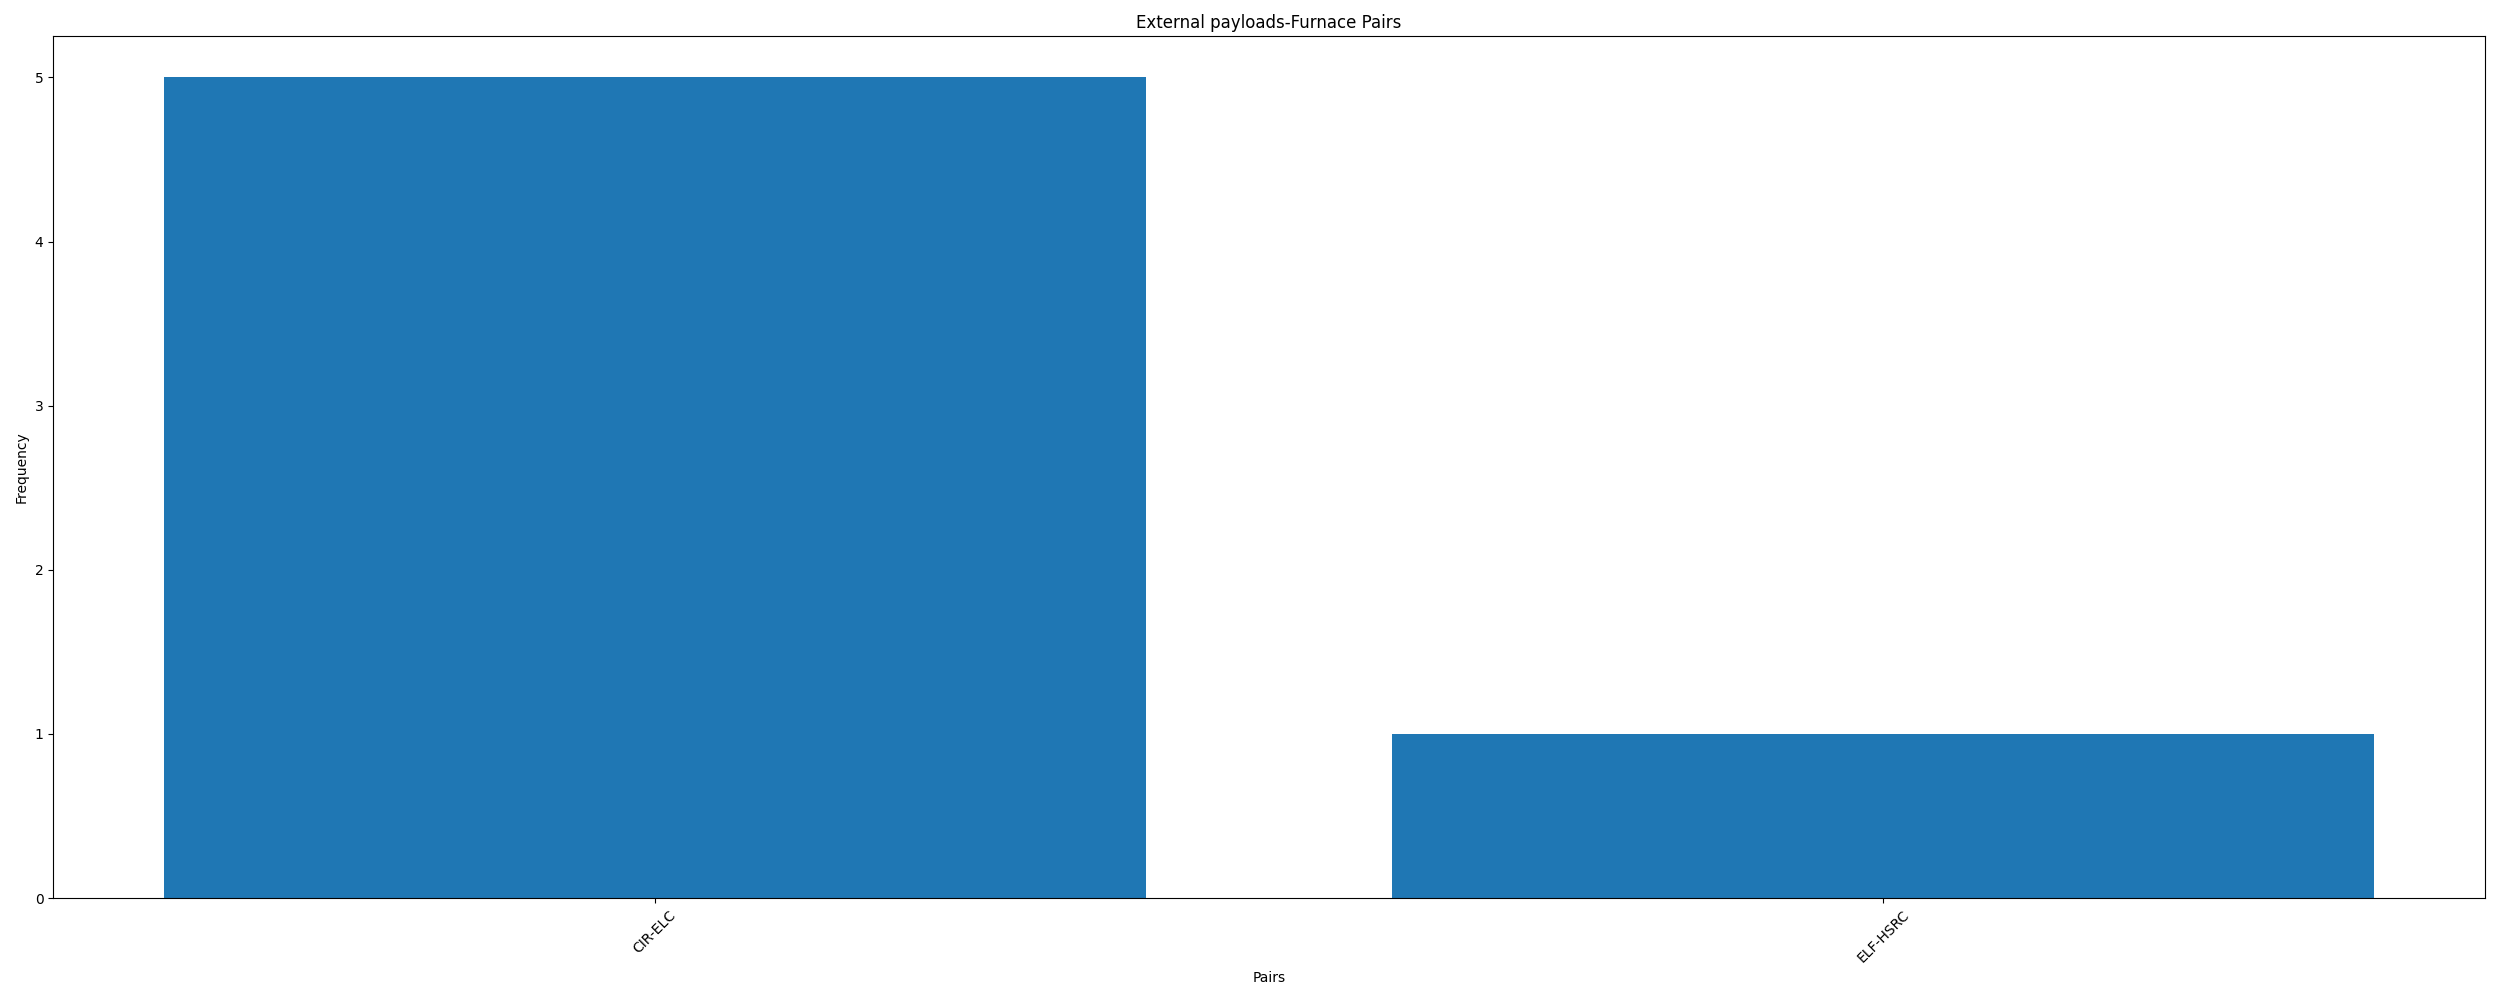 External payloads-Furnace Pairs
5
4
3
2
1
0
Frequency
CIR-ELC
ELF-HSRC
Pairs